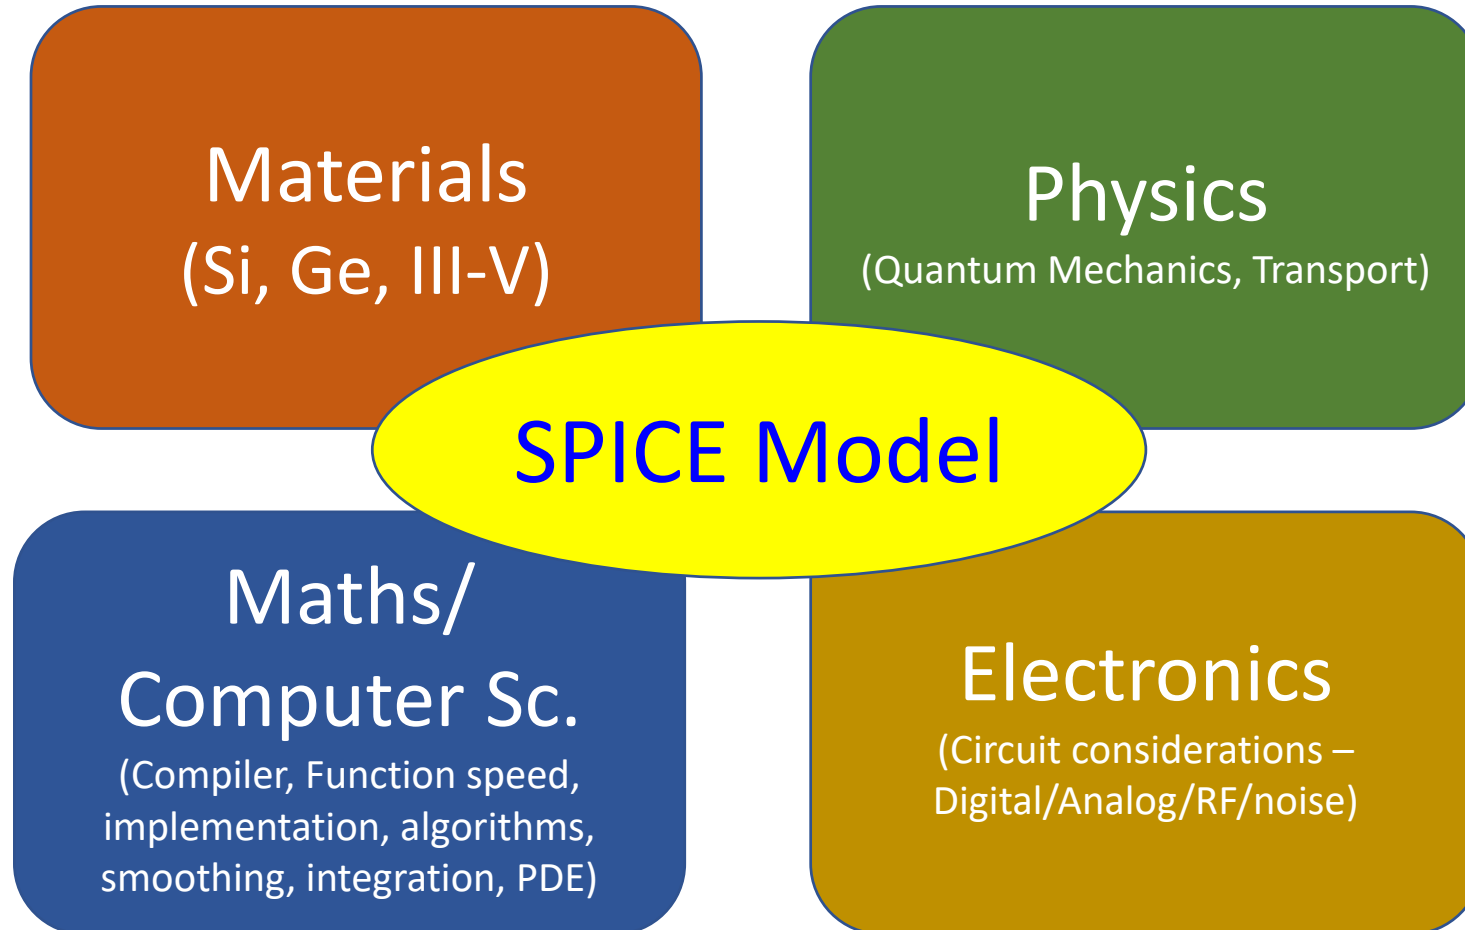 Materials
(Si, Ge, III-V)
Physics
(Quantum Mechanics, Transport)
SPICE Model
Maths/
Computer Sc.
(Compiler, Function speed,
implementation, algorithms,
smoothing, integration, PDE)
Electronics
(Circuit considerations –
Digital/Analog/RF/noise)